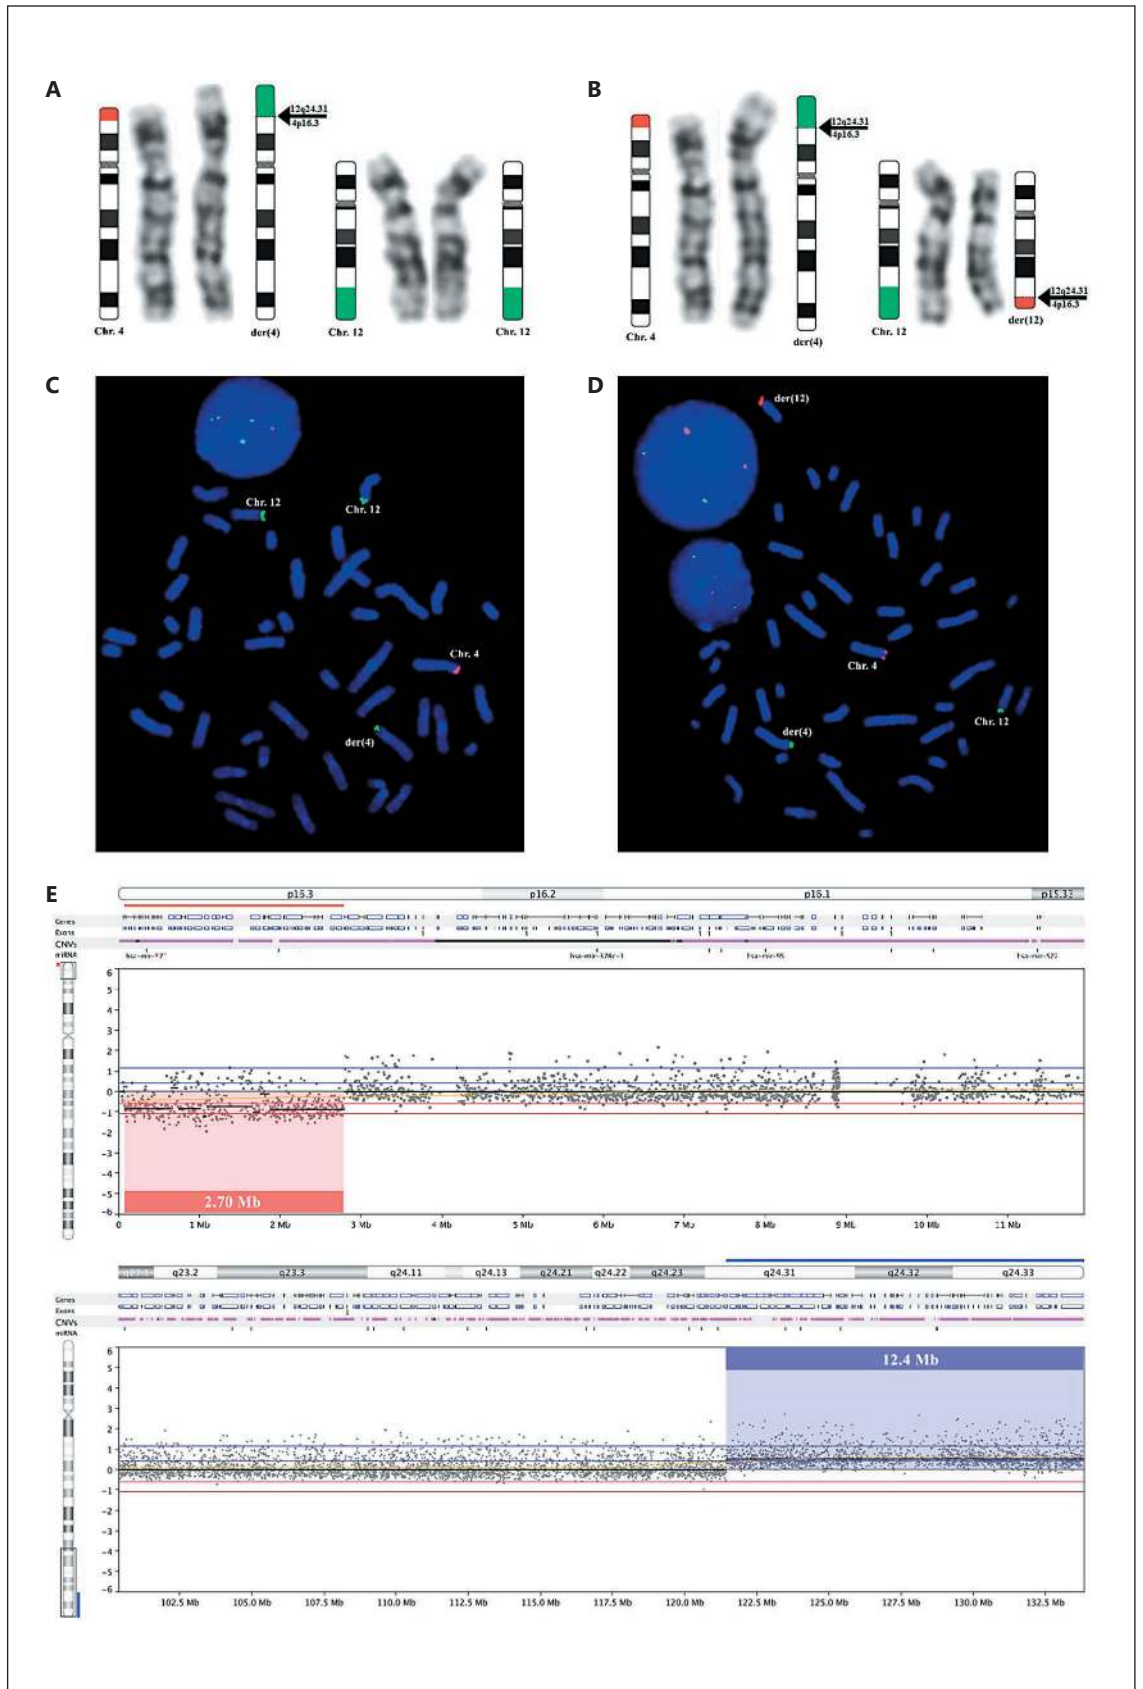 A
B
12q24.31
4p16.3
Chr. 4
der(4)
Chr. 12
Chr. 12
12q24.31
4p16.3
Chr. 4
der(4)
Chr. 12
12q24.31
4p16.3
der(12)
C
D
Chr. 12
Chr. 12
Chr. 4
der(4)
der(12)
Chr. 4
Chr. 12
der(4)
E
p16.3 p16.2 p16.1 p15.33
Genes
Exons
CNVs
miRNA
6
5
4
3
2
1
0
−1
−2
−3
−4
−5
−6
2.70 Mb
0 1 Mb 2 Mb 3 Mb 4 Mb 5 Mb 6 Mb 7 Mb 8 Mb 9 Mb 10 Mb 11 Mb
q23.2 q23.3 q24.11 q24.13 q24.21 q24.22 q24.23 q24.31 q24.32 q24.33
Genes
Exons
CNVs
miRNA
6
5
4
3
2
1
0
−1
−2
−3
−4
−5
−6
12.4 Mb
102.5 Mb 105.0 Mb 107.5 Mb 110.0 Mb 112.5 Mb 115.0 Mb 117.5 Mb 120.0 Mb 122.5 Mb 125.0 Mb 127.5 Mb 130.0 Mb 132.5 Mb